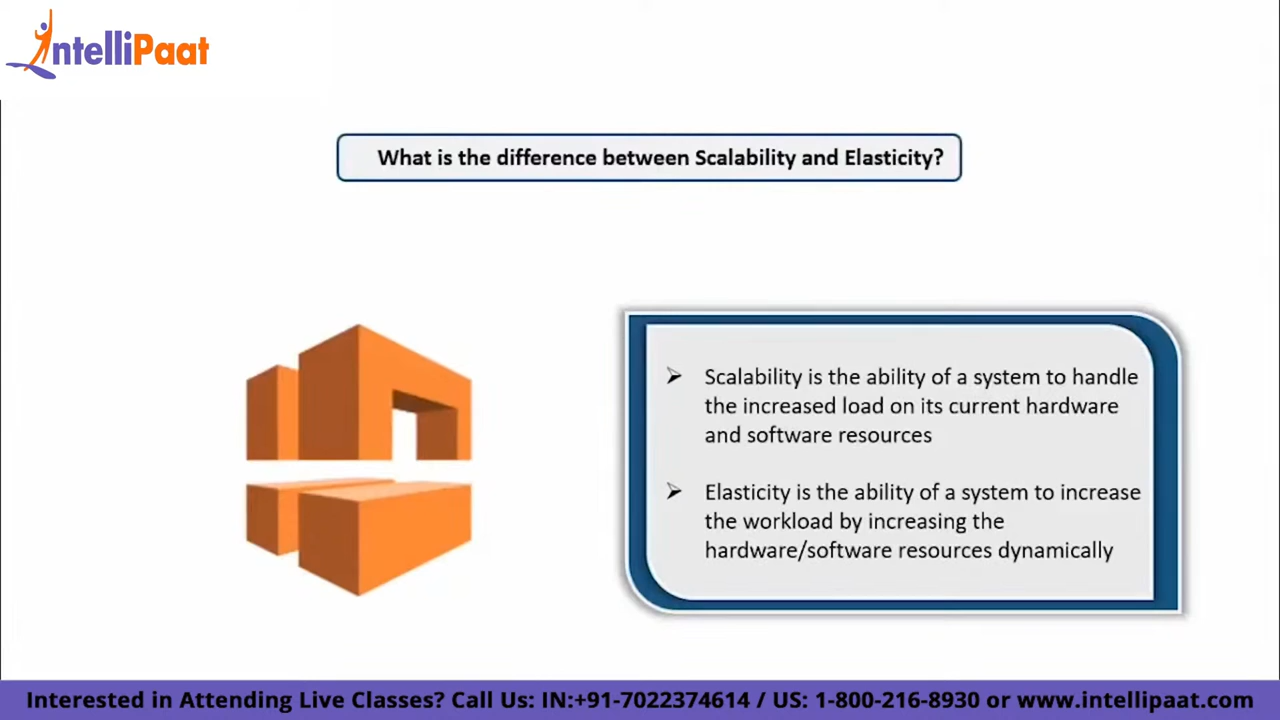 IntelliPaat
What is the difference between Scalability and Elasticity?
➢ Scalability is the ability of a system to handle
the increased load on its current hardware
and software resources
➢ Elasticity is the ability of a system to increase
the workload by increasing the
hardware/software resources dynamically
Interested in Attending Live Classes? Call Us: IN:+91-7022374614 / US: 1-800-216-8930 or www.intellipaat.com